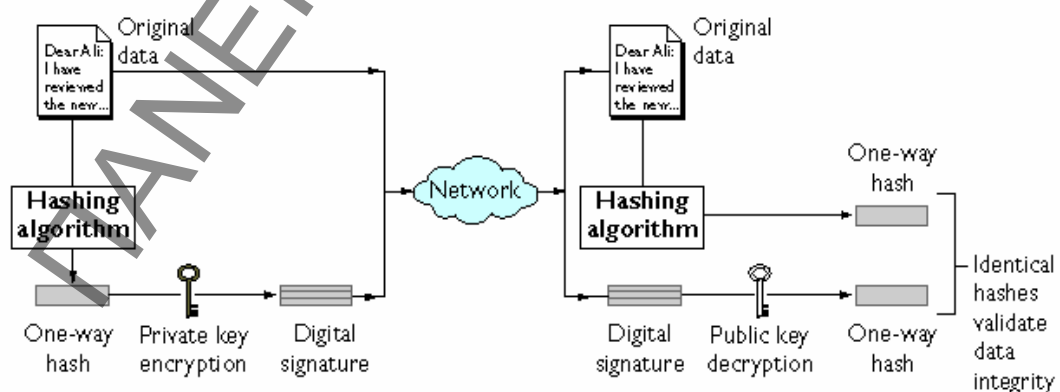 Original
data
Dear Ali:
I have
reviewed
the new...
Hashing
algorithm
One-way
hash
Private key
encryption
Digital
signature
Network
Original
data
Dear Ali:
I have
reviewed
the new...
Hashing
algorithm
One-way
hash
Digital
signature
Public key
decryption
One-way
hash
Identical
hashes
validate
data
integrity